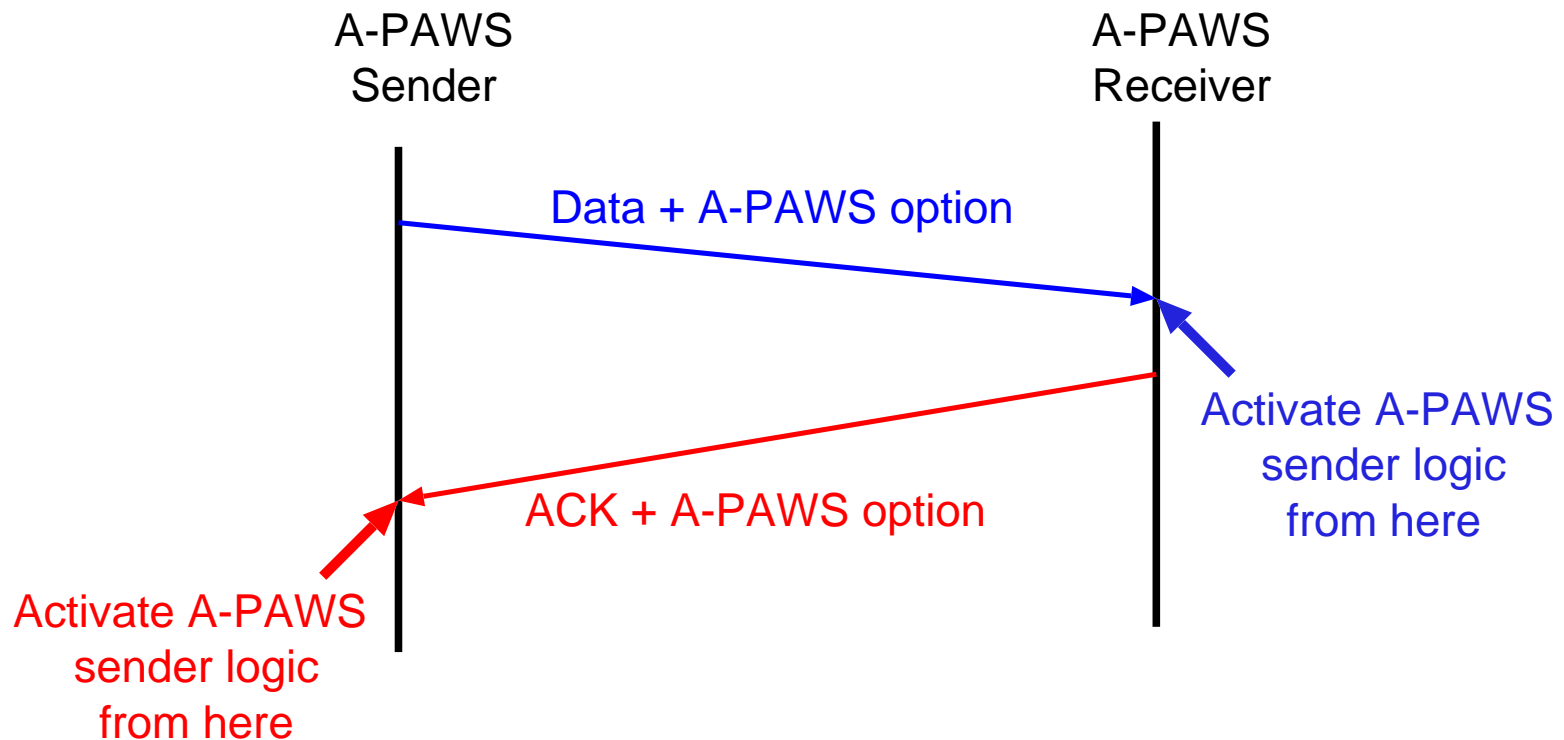 A-PAWS
Sender
A-PAWS
Receiver
Data + A-PAWS option
Activate A-PAWS
sender logic
from here
ACK + A-PAWS option
Activate A-PAWS
sender logic
from here